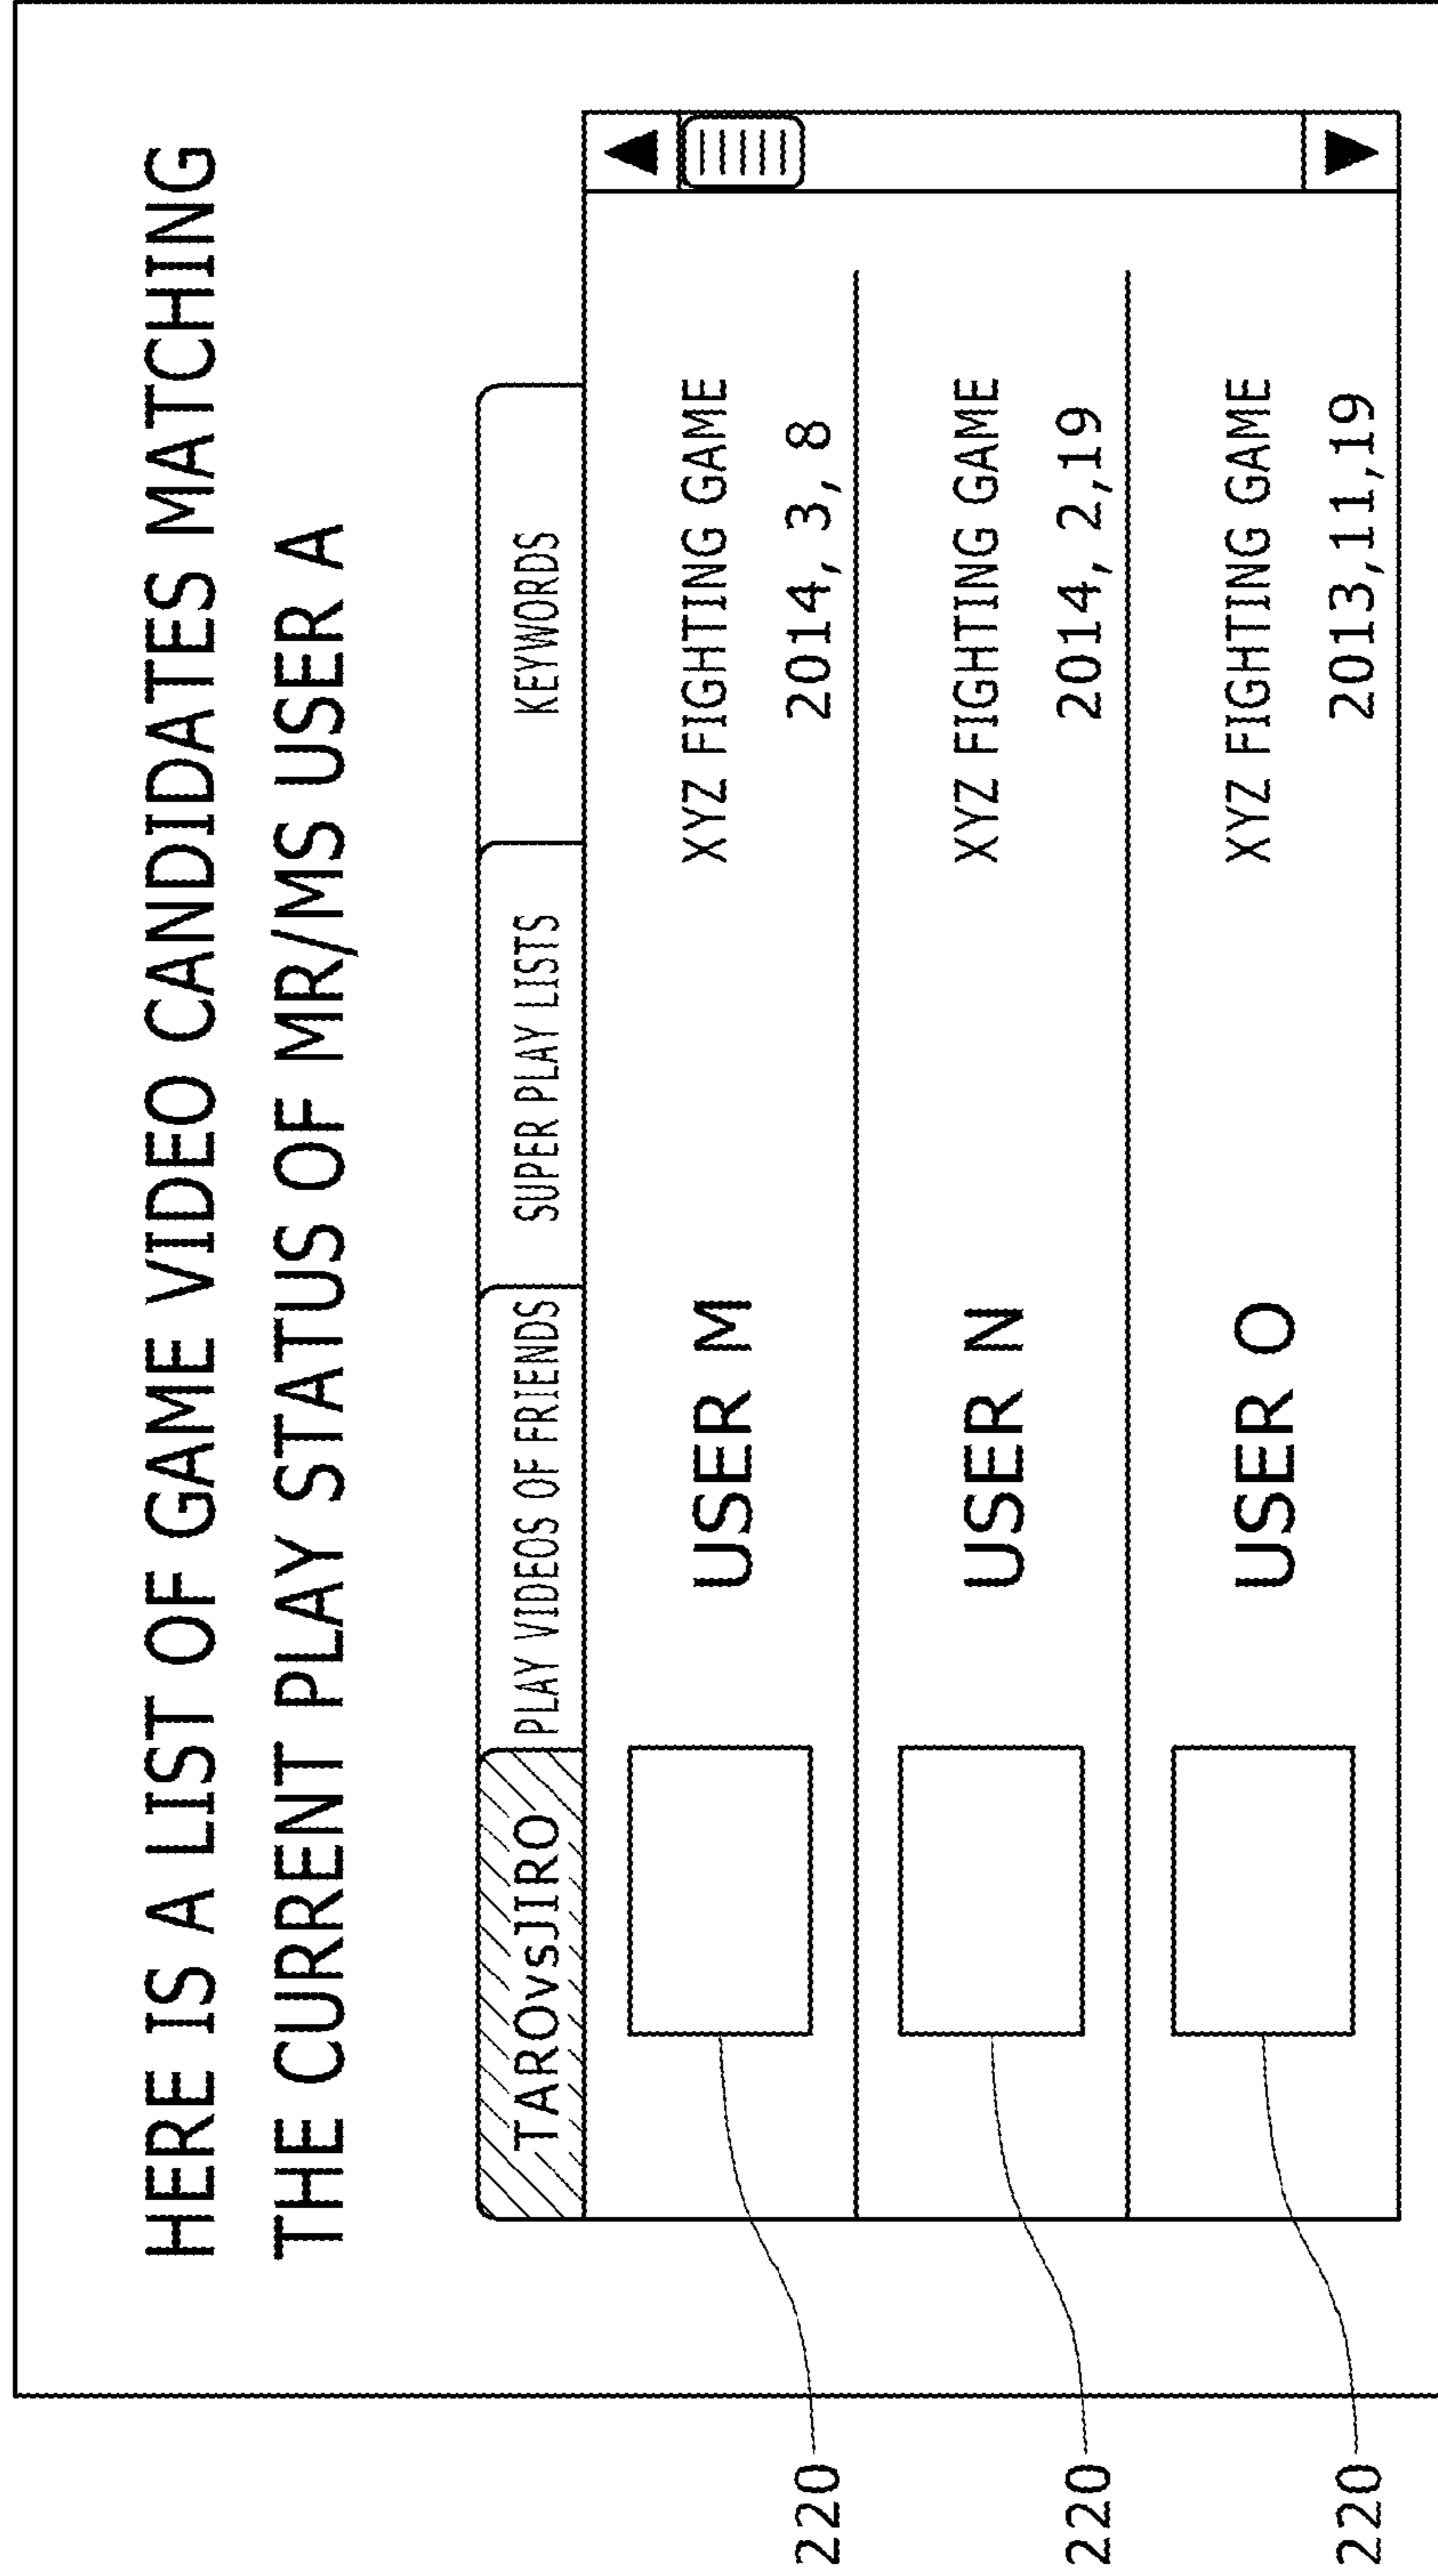 HERE IS A LIST OF GAME VIDEO CANDIDATES MATCHING
THE CURRENT PLAY STATUS OF MR/MS USER A
TAROvsJIRO
PLAY VIDEOS OF FRIENDS
SUPER PLAY LISTS
KEYWORDS
220
USER M
XYZ FIGHTING GAME
2014, 3, 8
220
USER N
XYZ FIGHTING GAME
2014, 2,19
220
USER O
XYZ FIGHTING GAME
2013,11,19